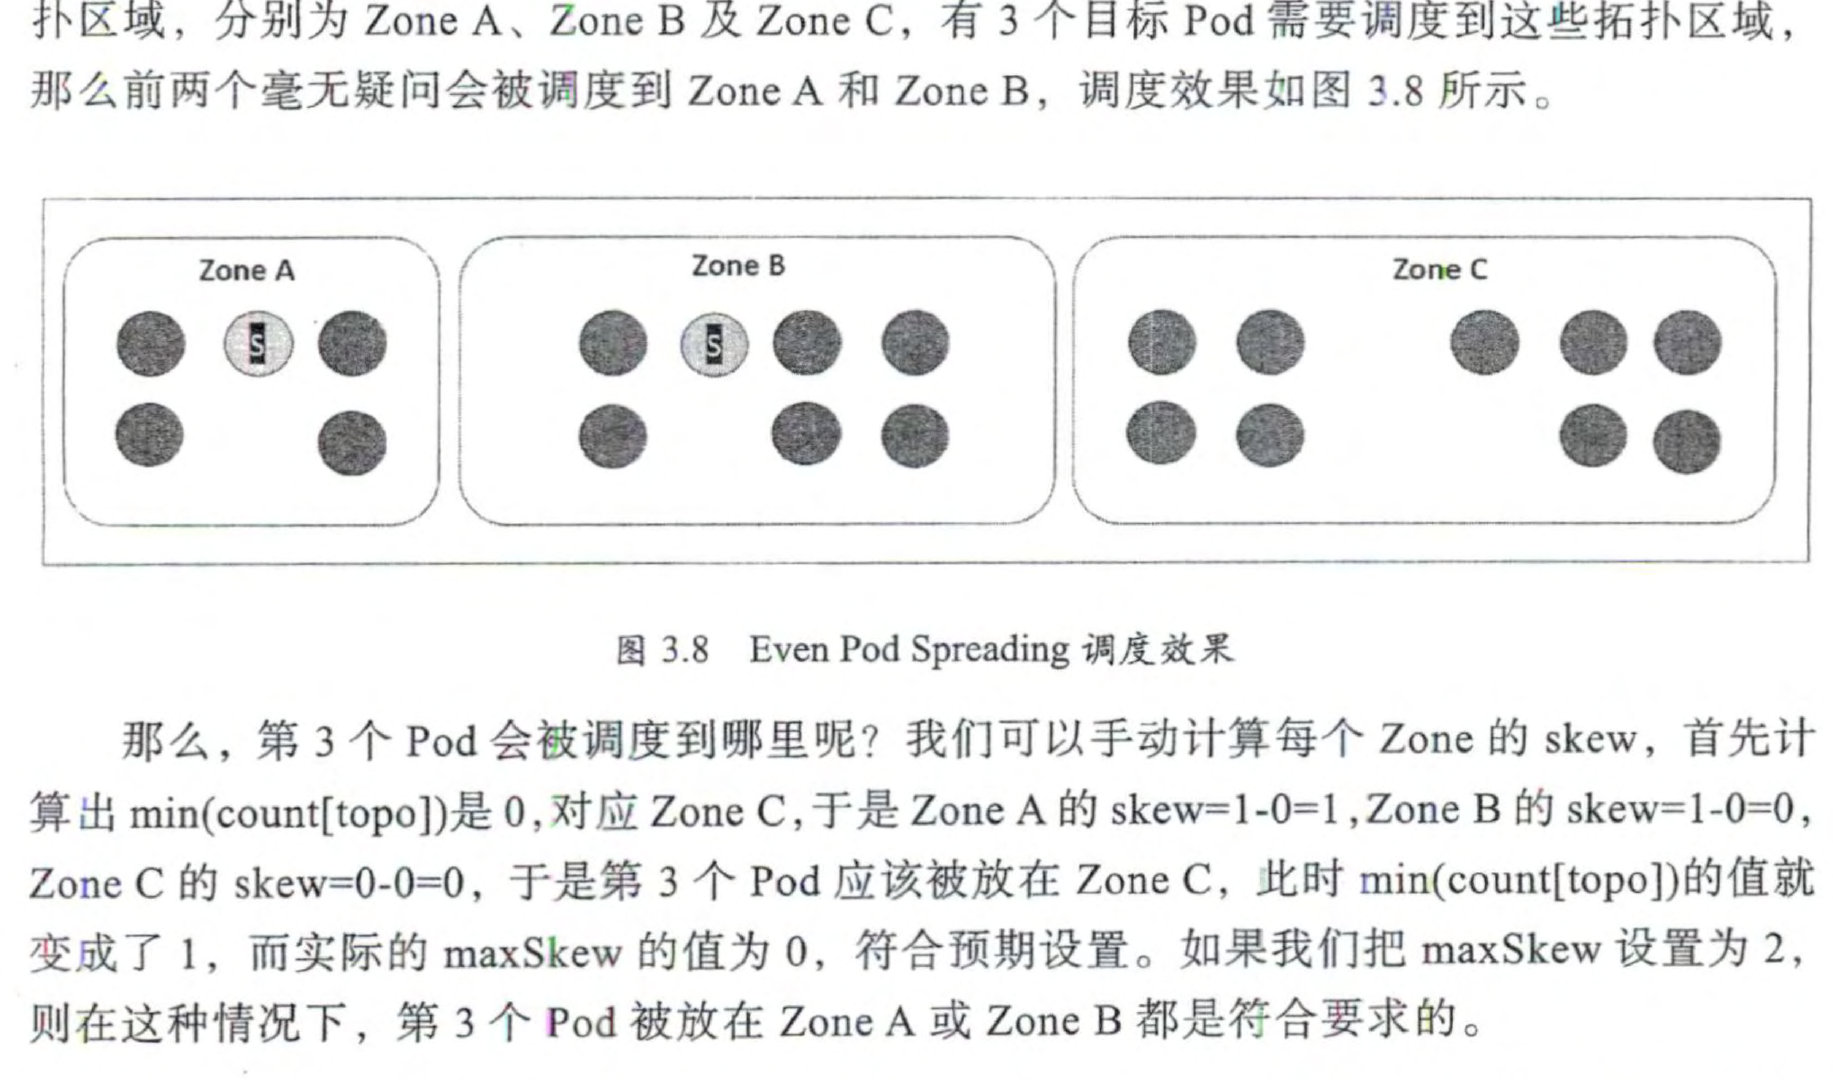 扑区域，分别为 Zone A、Zone B 及 Zone C，有 3 个目标 Pod 需要调度到这些拓扑区域，
那么前两个毫无疑问会被调度到 Zone A 和 Zone B，调度效果如图 3.8 所示。
Zone A
Zone B
Zone C
S
S
图 3.8 Even Pod Spreading 调度效果
那么，第 3 个 Pod 会被调度到哪里呢？我们可以手动计算每个 Zone 的 skew，首先计
算出 min(count[topo])是 0，对应 Zone C，于是 Zone A 的 skew=1-0=1，Zone B 的 skew=1-0=0，
Zone C 的 skew=0-0=0，于是第 3 个 Pod 应该被放在 Zone C，此时 min(count[topo])的值就
变成了 1，而实际的 maxSkew 的值为 0，符合预期设置。如果我们把 maxSkew 设置为 2，
则在这种情况下，第 3 个 Pod 被放在 Zone A 或 Zone B 都是符合要求的。